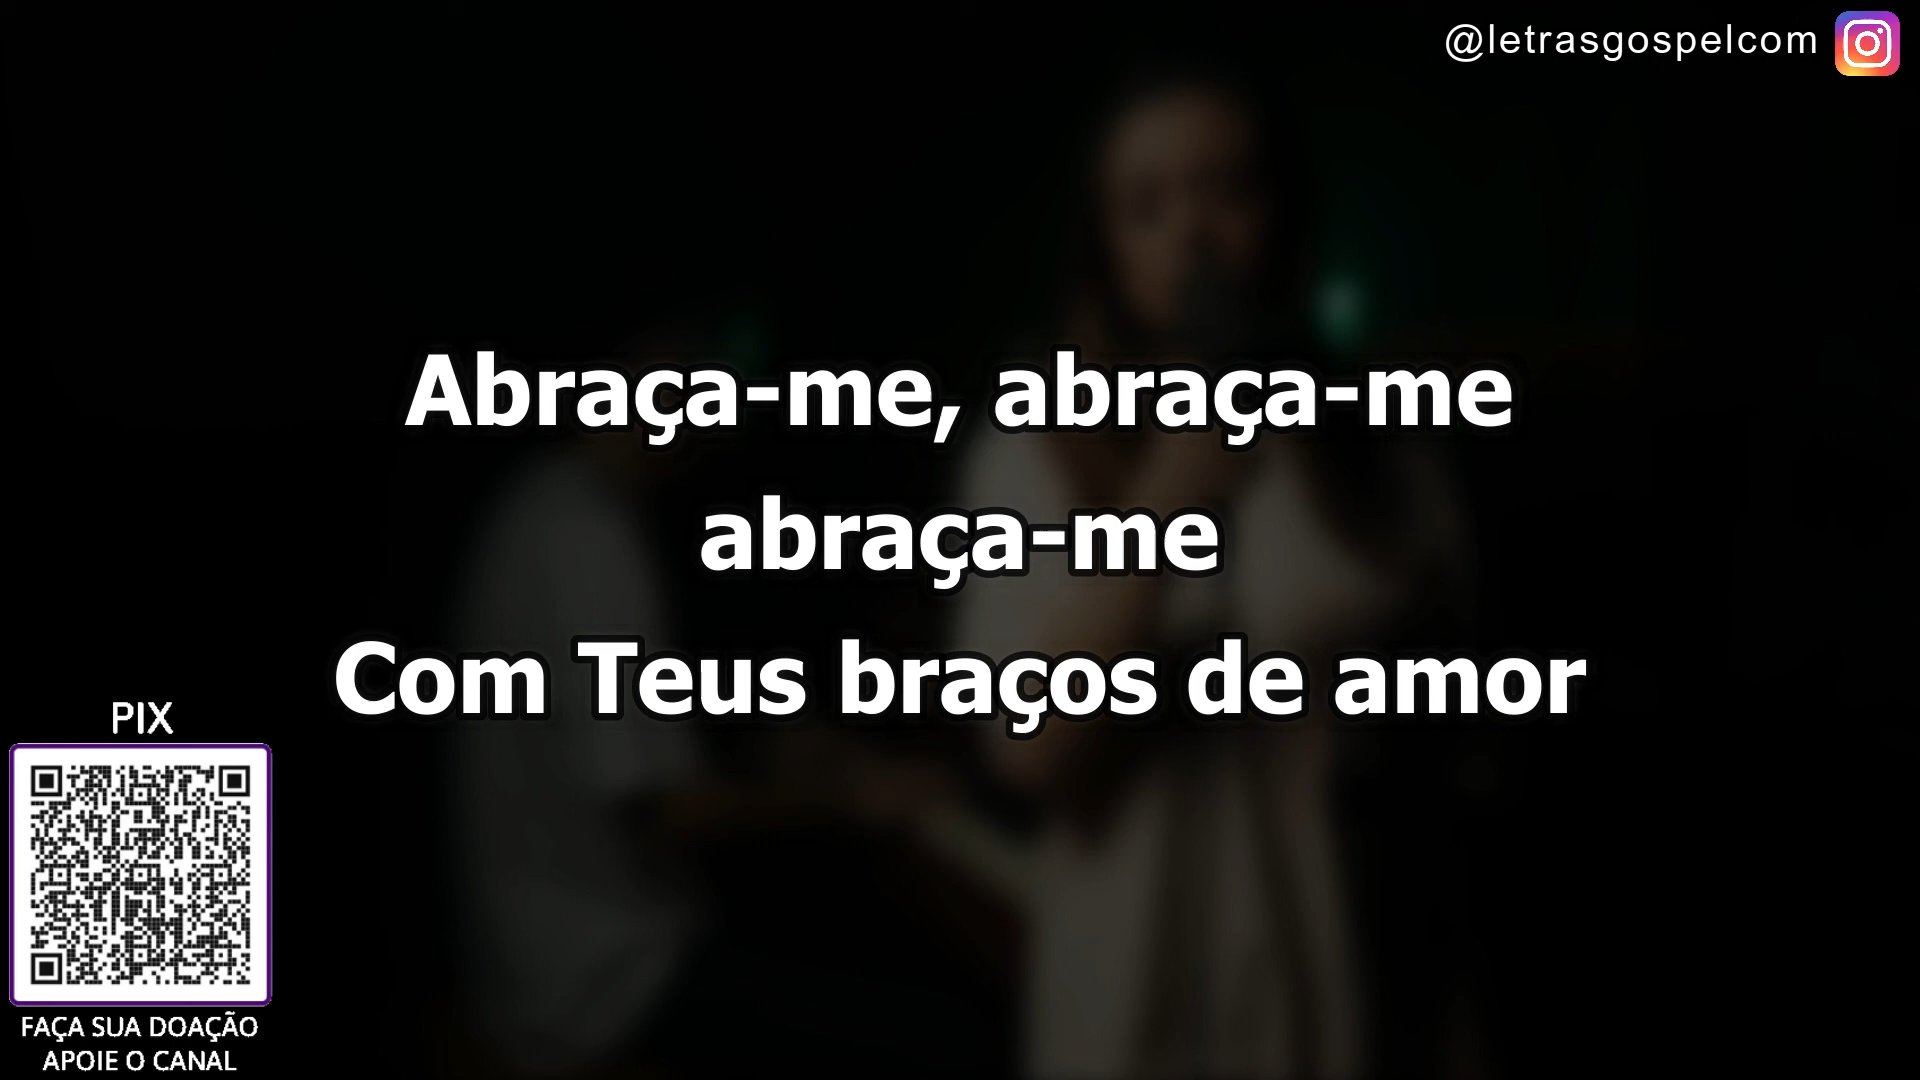 @letrasgospelcom
Abraça-me, abraça-me
abraça-me
Com Teus braços de amor
PIX
FAÇA SUA DOAÇÃO
APOIE O CANAL